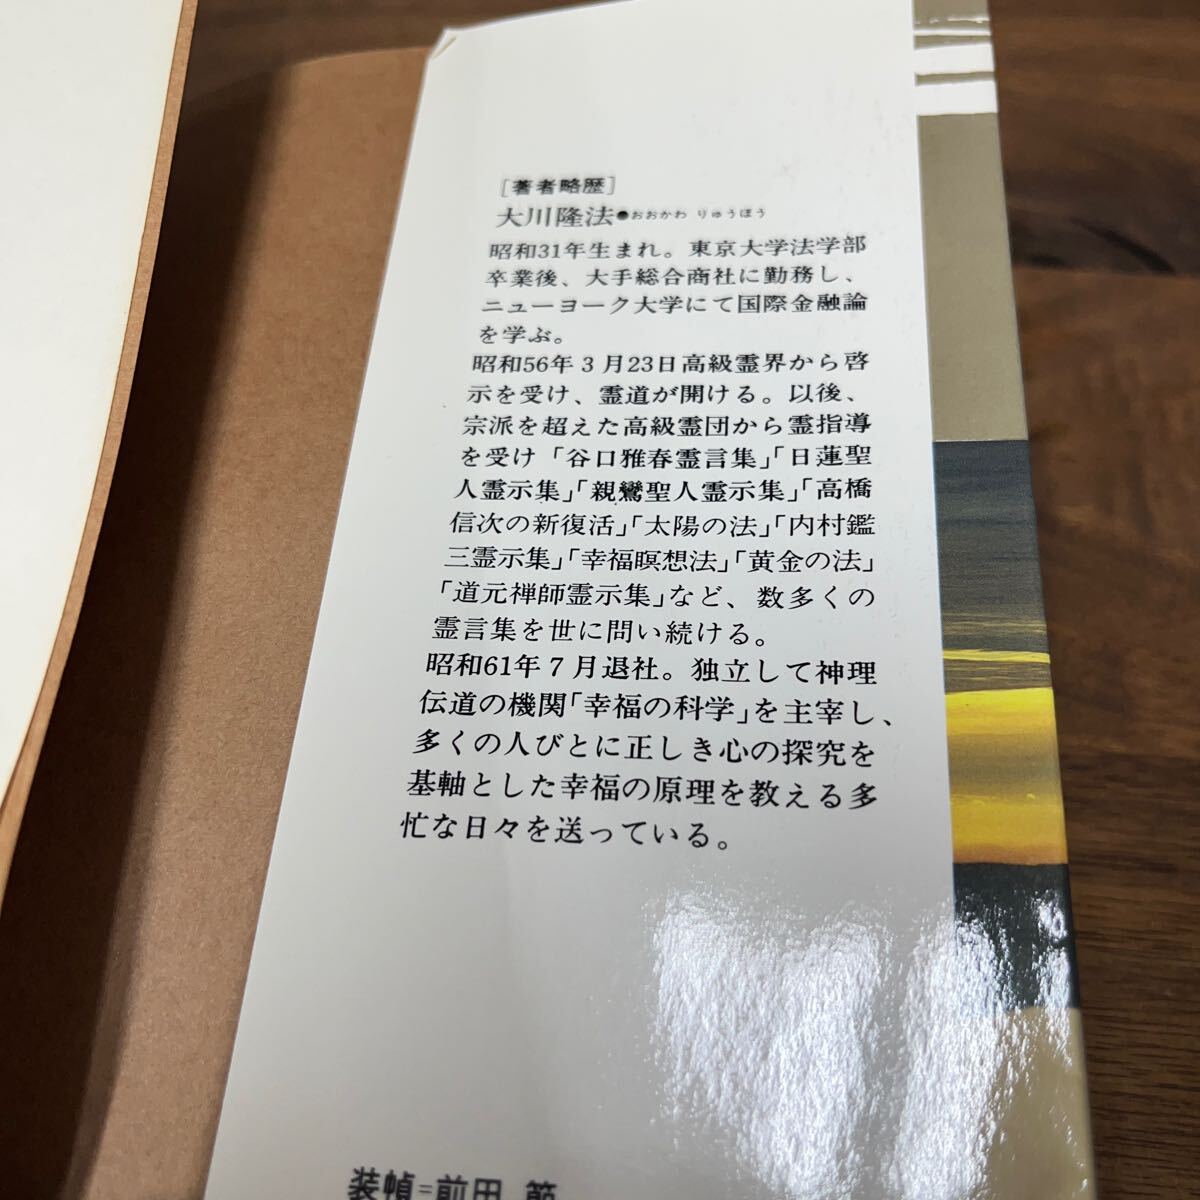 ［著者略歴］
大川隆法●おおかわ りゅうほう
昭和31年生まれ。東京大学法学部
卒業後、大手総合商社に勤務し、
ニューヨーク大学にて国際金融論
を学ぶ。
昭和56年３月23日高級霊界から啓
示を受け、霊道が開ける。以後、
宗派を超えた高級霊団から霊指導
を受け「谷口雅春霊言集」「日蓮聖
人霊示集」「親鸞聖人霊示集」「高橋
信次の新復活」「太陽の法」「内村鑑
三霊示集」「幸福瞑想法」「黄金の法」
「道元禅師霊示集」など、数多くの
霊言集を世に問い続ける。
昭和61年７月退社。独立して神理
伝道の機関「幸福の科学」を主宰し、
多くの人びとに正しき心の探究を
基軸とした幸福の原理を教える多
忙な日々を送っている。
装幀＝前田